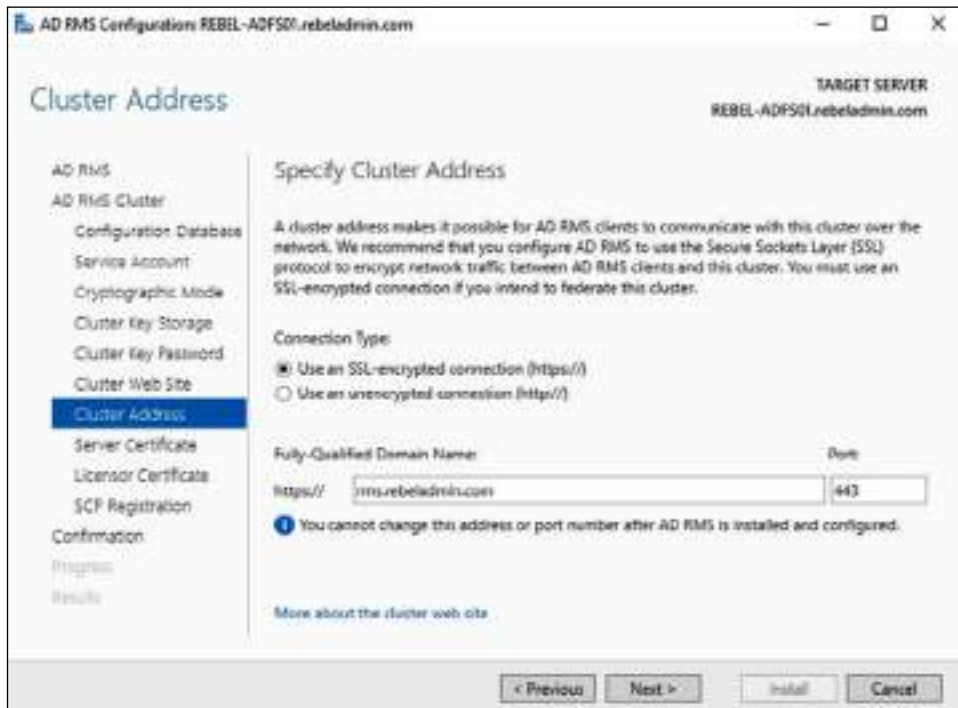 AD RMS Configuration: REBEL-ADFS01.rebeladmin.com
Cluster Address
TARGET SERVER
REBEL-ADFS01.rebeladmin.com
AD RMS
AD RMS Cluster
Configuration Database
Service Account
Cryptographic Mode
Cluster Key Storage
Cluster Key Password
Cluster Web Site
Cluster Address
Server Certificate
Licensor Certificate
SCP Registration
Confirmation
Progress
Results
Specify Cluster Address
A cluster address makes it possible for AD RMS clients to communicate with this cluster over the
network. We recommend that you configure AD RMS to use the Secure Sockets Layer (SSL)
protocol to encrypt network traffic between AD RMS clients and this cluster. You must use an
SSL-encrypted connection if you intend to federate this cluster.
Connection Type:
Use an SSL-encrypted connection (https://)
Use an unencrypted connection (http://)
Fully-Qualified Domain Name:
Port:
https://
rms.rebeladmin.com
443
You cannot change this address or port number after AD RMS is installed and configured.
More about the cluster web site
< Previous
Next >
Install
Cancel